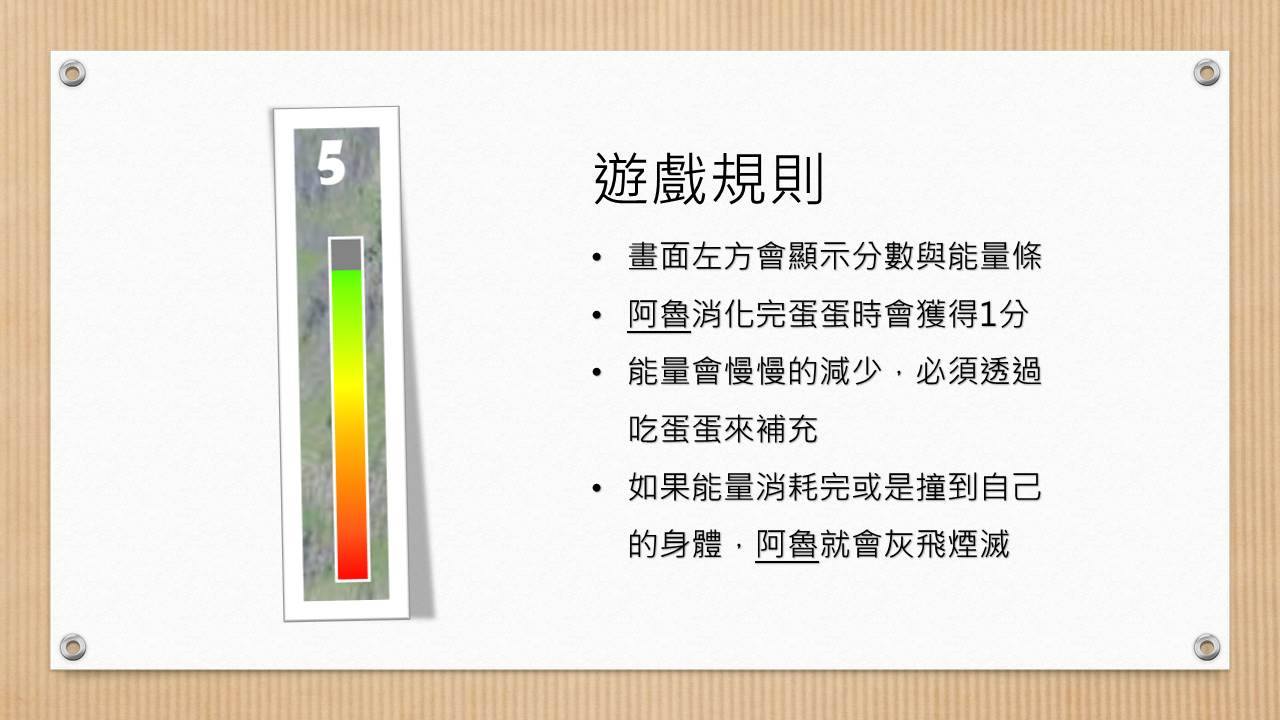 5
遊戲規則
• 畫面左方會顯示分數與能量條
• 阿魯消化完蛋蛋時會獲得1分
• 能量會慢慢的減少，必須透過
吃蛋蛋來補充
• 如果能量消耗完或是撞到自己
的身體，阿魯就會灰飛煙滅